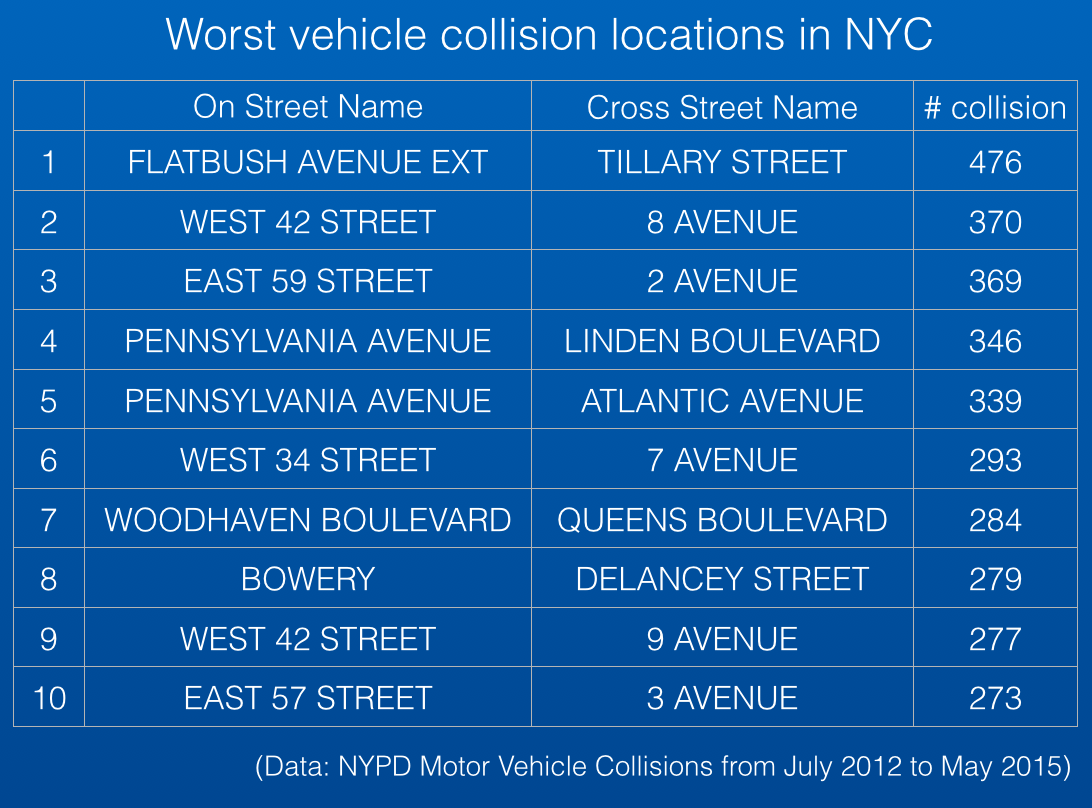 Worst vehicle collision locations in NYC
On Street Name Cross Street Name # collision
1 FLATBUSH AVENUE EXT TILLARY STREET 476
2 WEST 42 STREET 8 AVENUE 370
3 EAST 59 STREET 2 AVENUE 369
4 PENNSYLVANIA AVENUE LINDEN BOULEVARD 346
5 PENNSYLVANIA AVENUE ATLANTIC AVENUE 339
6 WEST 34 STREET 7 AVENUE 293
7 WOODHAVEN BOULEVARD QUEENS BOULEVARD 284
8 BOWERY DELANCEY STREET 279
9 WEST 42 STREET 9 AVENUE 277
10 EAST 57 STREET 3 AVENUE 273
(Data: NYPD Motor Vehicle Collisions from July 2012 to May 2015)